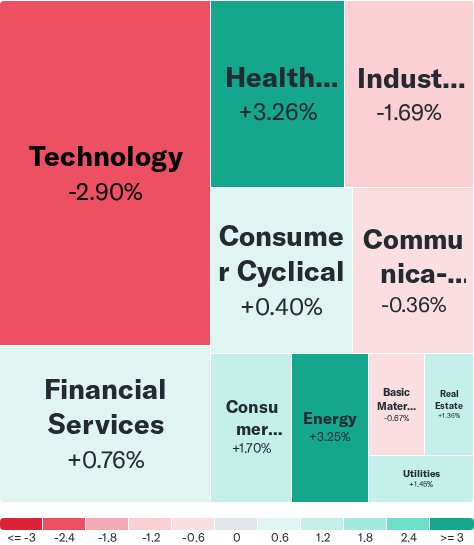 Technology
-2.90%
Health...
+3.26%
Indust...
-1.69%
Consume
r Cyclical
+0.40%
Commu
nica-...
-0.36%
Financial
Services
+0.76%
Consu
mer...
+1.70%
Energy
+3.25%
Basic
Mater...
-0.67%
Real
Estate
+1.36%
Utilities
+1.46%
<= -3 -2.4 -1.8 -1.2 -0.6 0 0.6 1.2 1.8 2.4 >= 3